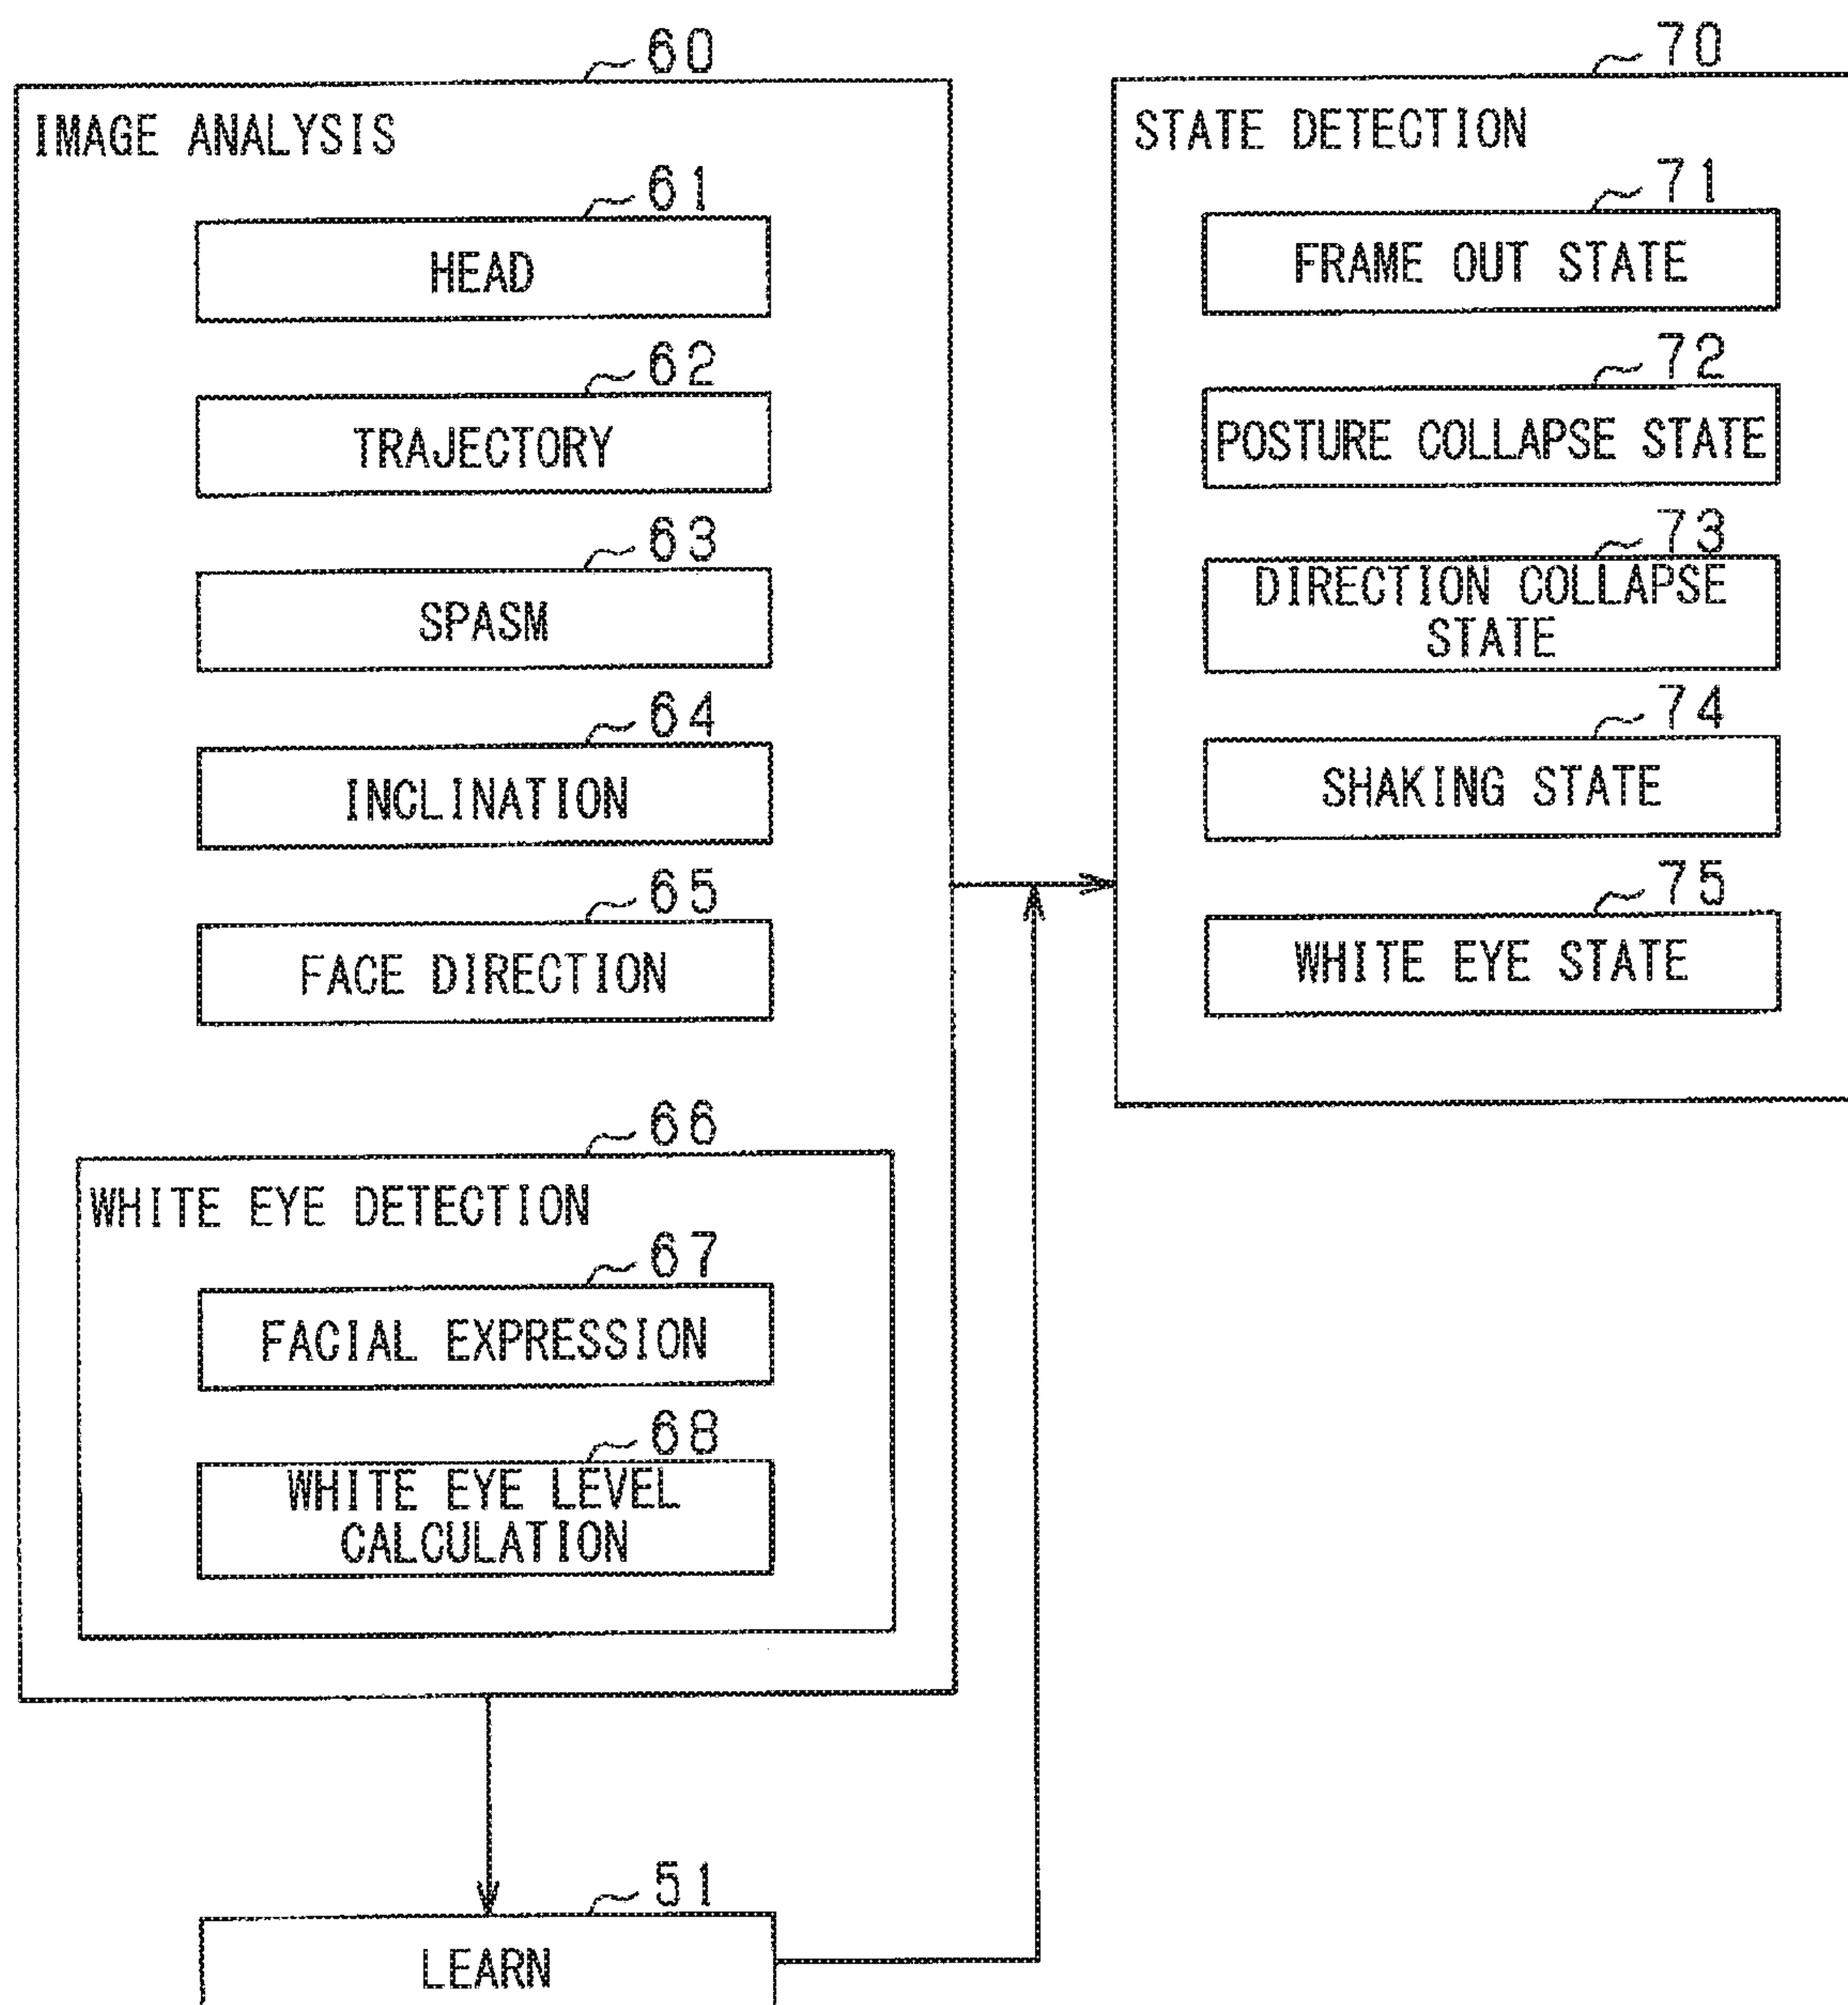 60
IMAGE ANALYSIS
61
HEAD
62
TRAJECTORY
63
SPASM
64
INCLINATION
65
FACE DIRECTION
66
WHITE EYE DETECTION
67
FACIAL EXPRESSION
68
WHITE EYE LEVEL
CALCULATION
51
LEARN
70
STATE DETECTION
71
FRAME OUT STATE
72
POSTURE COLLAPSE STATE
73
DIRECTION COLLAPSE
STATE
74
SHAKING STATE
75
WHITE EYE STATE